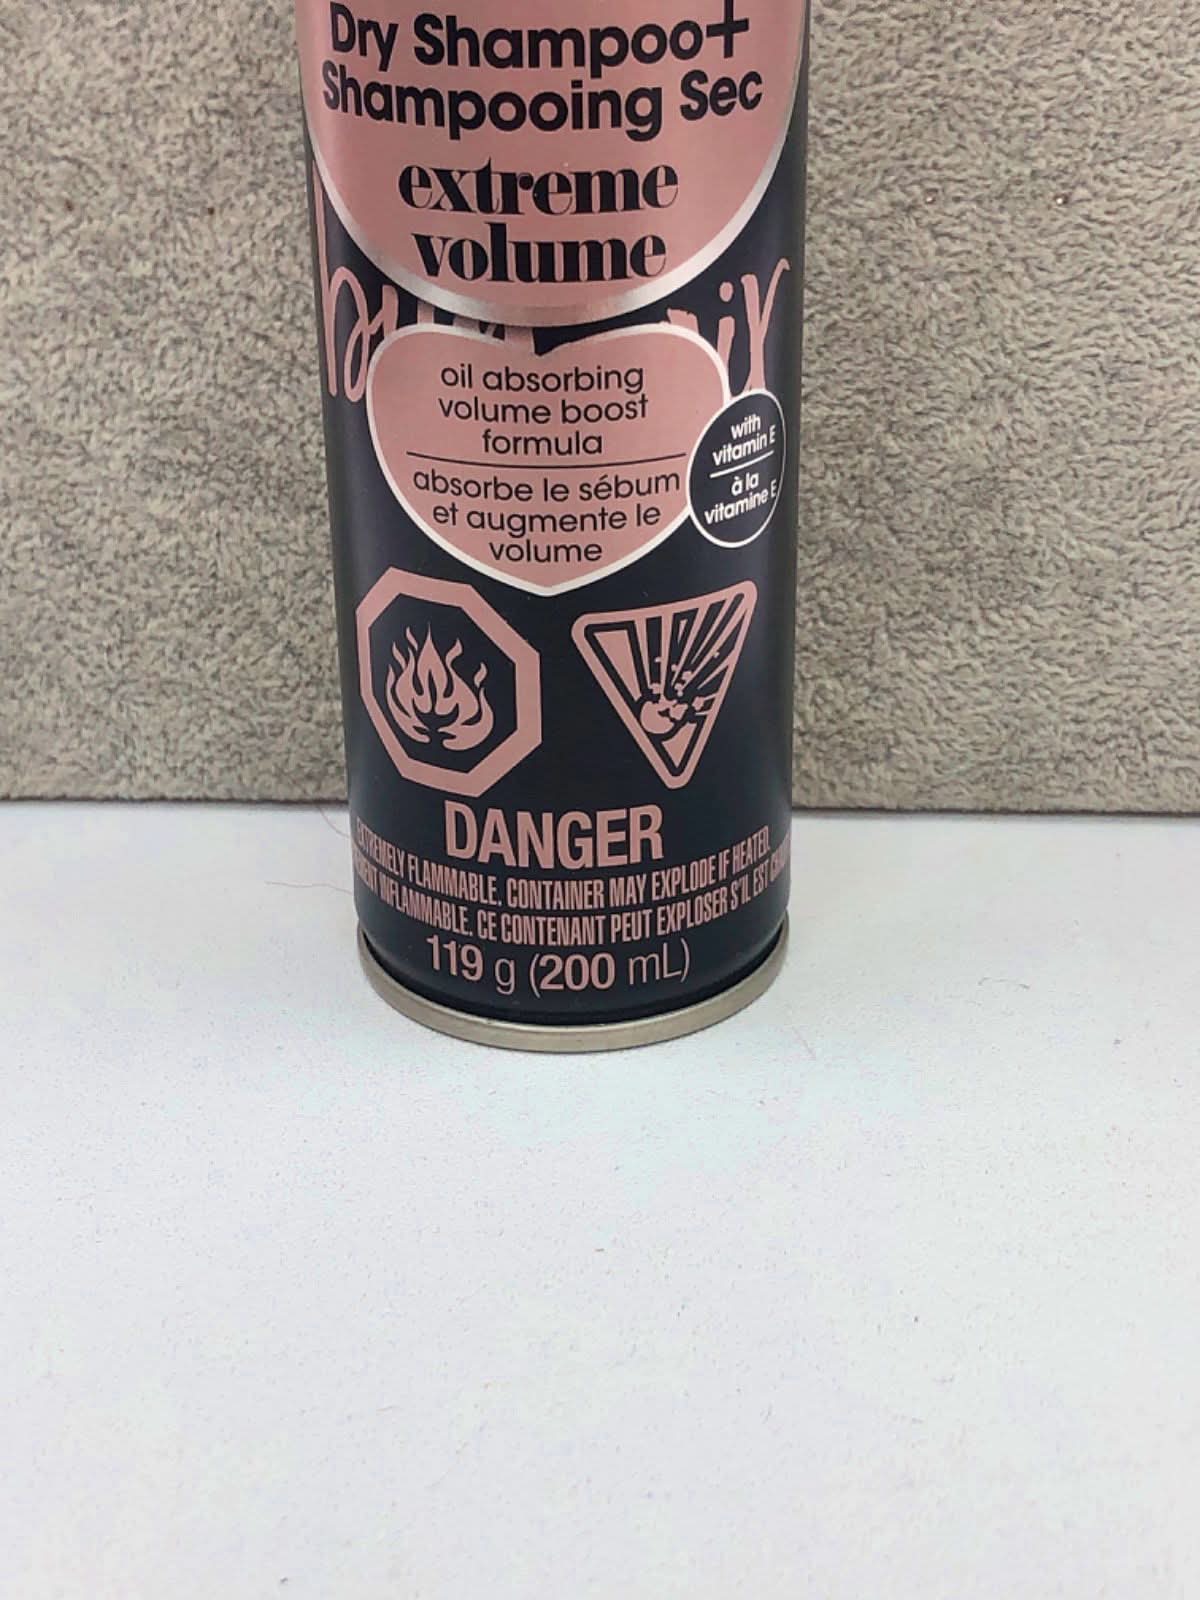 Dry Shampoo+
Shampooing Sec
extreme
volume
oil absorbing
volume boost
formula
absorbe le sébum
et augmente le
volume
with
vitamin E
à la
vitamine E
DANGER
EXTREMELY FLAMMABLE. CONTAINER MAY EXPLODE IF HEATED.
INFLAMMABLE. CE CONTENANT PEUT EXPLOSER S'IL EST
119 g (200 mL)